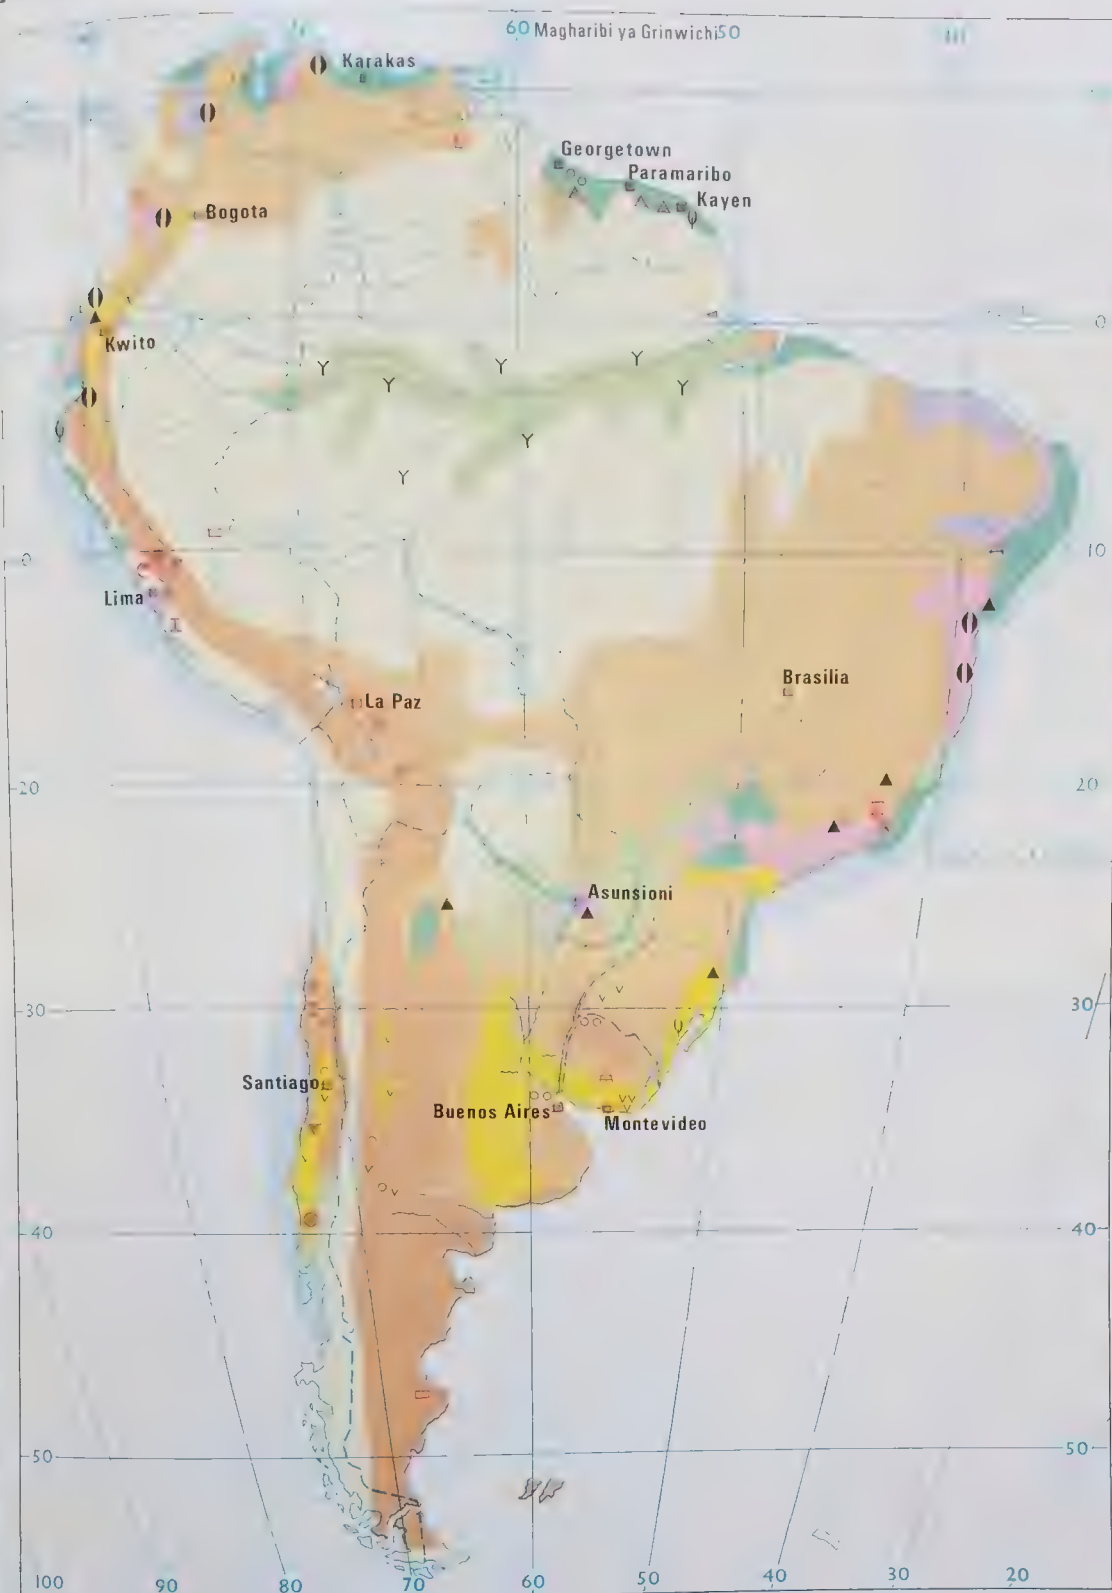 60 Magharibi ya Grinwichi 50
Karakas
Georgetown
Paramaribo
Kayen
Bogota
0
Kwito
10
Lima
Brasilia
La Paz
20 20
Asunsioni
30 30
Santiago
Buenos Aires
Montevideo
40 40
50 50
100 90 80 70 60 50 40 30 20